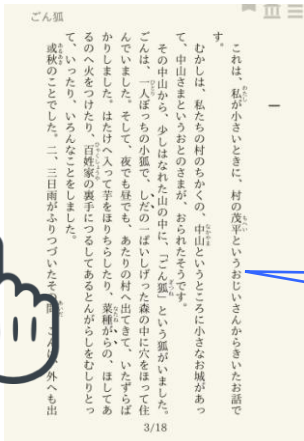 ごん狐
一
これは、私が小さいときに、村の茂平というおじいさんからきいたお話で
す。
むかしは、私たちの村のちかくの、中山というところに小さなお城があっ
て、中山さまというおとのさまが、おられたそうです。
その中山から、少しはなれた山の中に、「ごん狐」という狐がいました。
ごんは、一人ぼっちの小狐で、しだの一ぱいしげった森の中に穴をほって住
んでいました。そして、夜でも昼でも、あたりの村へ出てきて、いたずらば
かりしました。はたけへ入って芋をほりちらしたり、菜種がらの、ほしてあ
るのへ火をつけたり、百姓家の裏手につるしてあるとんがらしをむしりとっ
て、いったり、いろんなことをしました。
或秋のことでした。二、三日雨がふりつづいたその、外へも出
3/18